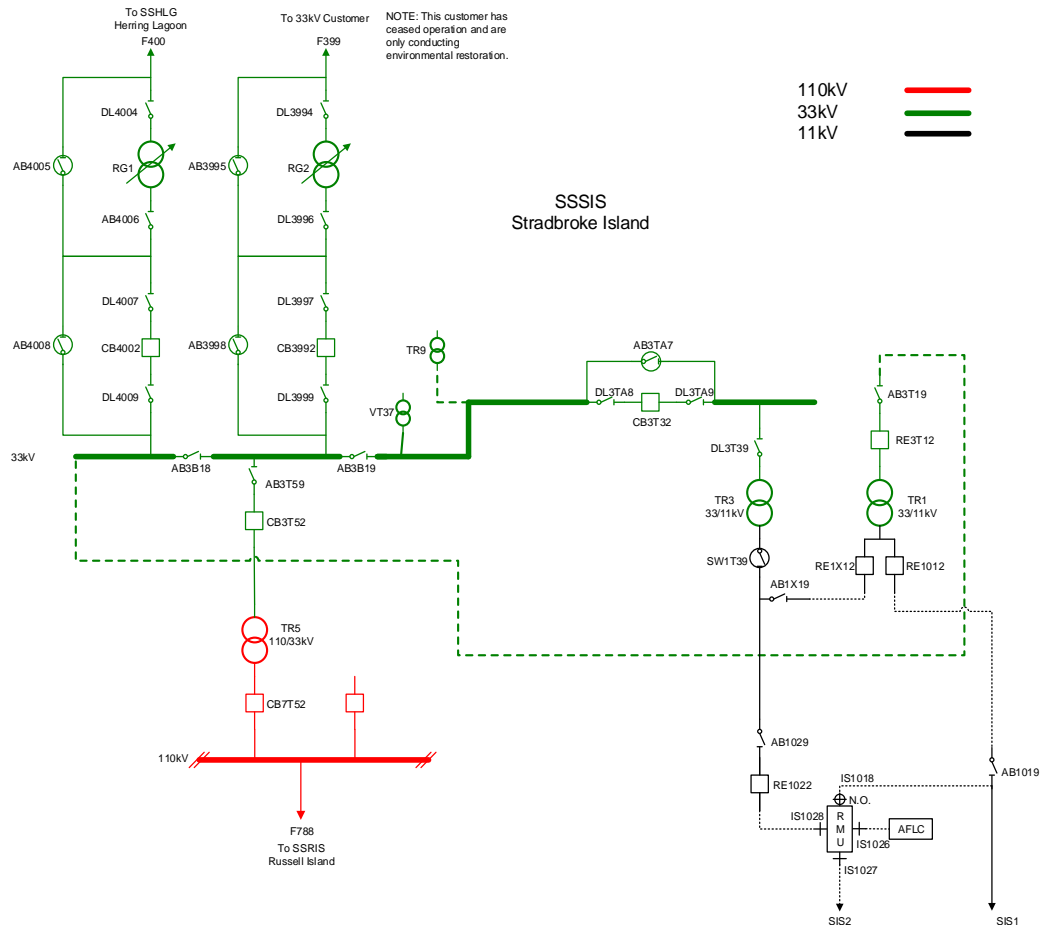 To SSHLG
Herring Lagoon
F400
To 33kV Customer
F399
NOTE: This customer has
ceased operation and are
only conducting
environmental restoration.
110kV
33kV
11kV
SSSIS
Stradbroke Island
DL4004
DL3994
AB4005
RG1
AB3995
RG2
AB4006
DL3996
DL4007
DL3997
AB4008
CB4002
AB3998
CB3992
DL4009
DL3999
TR9
VT37
AB3TA7
DL3TA8
CB3T32
DL3TA9
AB3T19
RE3T12
DL3T39
33kV
AB3B18
AB3B19
AB3T59
CB3T52
TR3
33/11kV
TR1
33/11kV
SW1T39
RE1X12
RE1012
AB1X19
TR5
110/33kV
CB7T52
110kV
F788
To SSRIS
Russell Island
AB1029
RE1022
IS1018
AB1019
N.O.
IS1028
R
M
U
AFLC
IS1026
IS1027
SIS2
SIS1